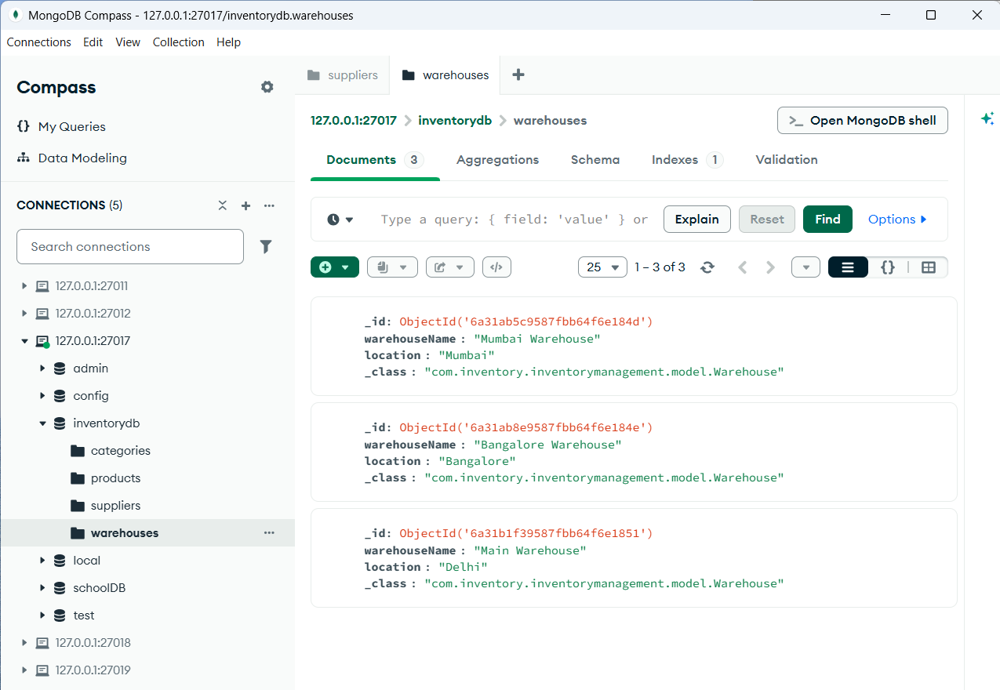 MongoDB Compass - 127.0.0.1:27017/inventorydb.warehouses
Connections Edit View Collection Help
Compass
{} My Queries
Data Modeling
CONNECTIONS (5)
Search connections
127.0.0.1:27011
127.0.0.1:27012
127.0.0.1:27017
admin
config
inventorydb
categories
products
suppliers
warehouses
local
schoolDB
test
127.0.0.1:27018
127.0.0.1:27019
suppliers warehouses
127.0.0.1:27017 > inventorydb > warehouses
>_ Open MongoDB shell
Documents 3 Aggregations Schema Indexes 1 Validation
Type a query: { field: 'value' } or Explain Reset Find Options
25 1 – 3 of 3 {}
_id: ObjectId('6a31ab5c9587fbb64f6e184d')
warehouseName : "Mumbai Warehouse"
location : "Mumbai"
_class : "com.inventory.inventorymanagement.model.Warehouse"
_id: ObjectId('6a31ab8e9587fbb64f6e184e')
warehouseName : "Bangalore Warehouse"
location : "Bangalore"
_class : "com.inventory.inventorymanagement.model.Warehouse"
_id: ObjectId('6a31b1f39587fbb64f6e1851')
warehouseName : "Main Warehouse"
location : "Delhi"
_class : "com.inventory.inventorymanagement.model.Warehouse"